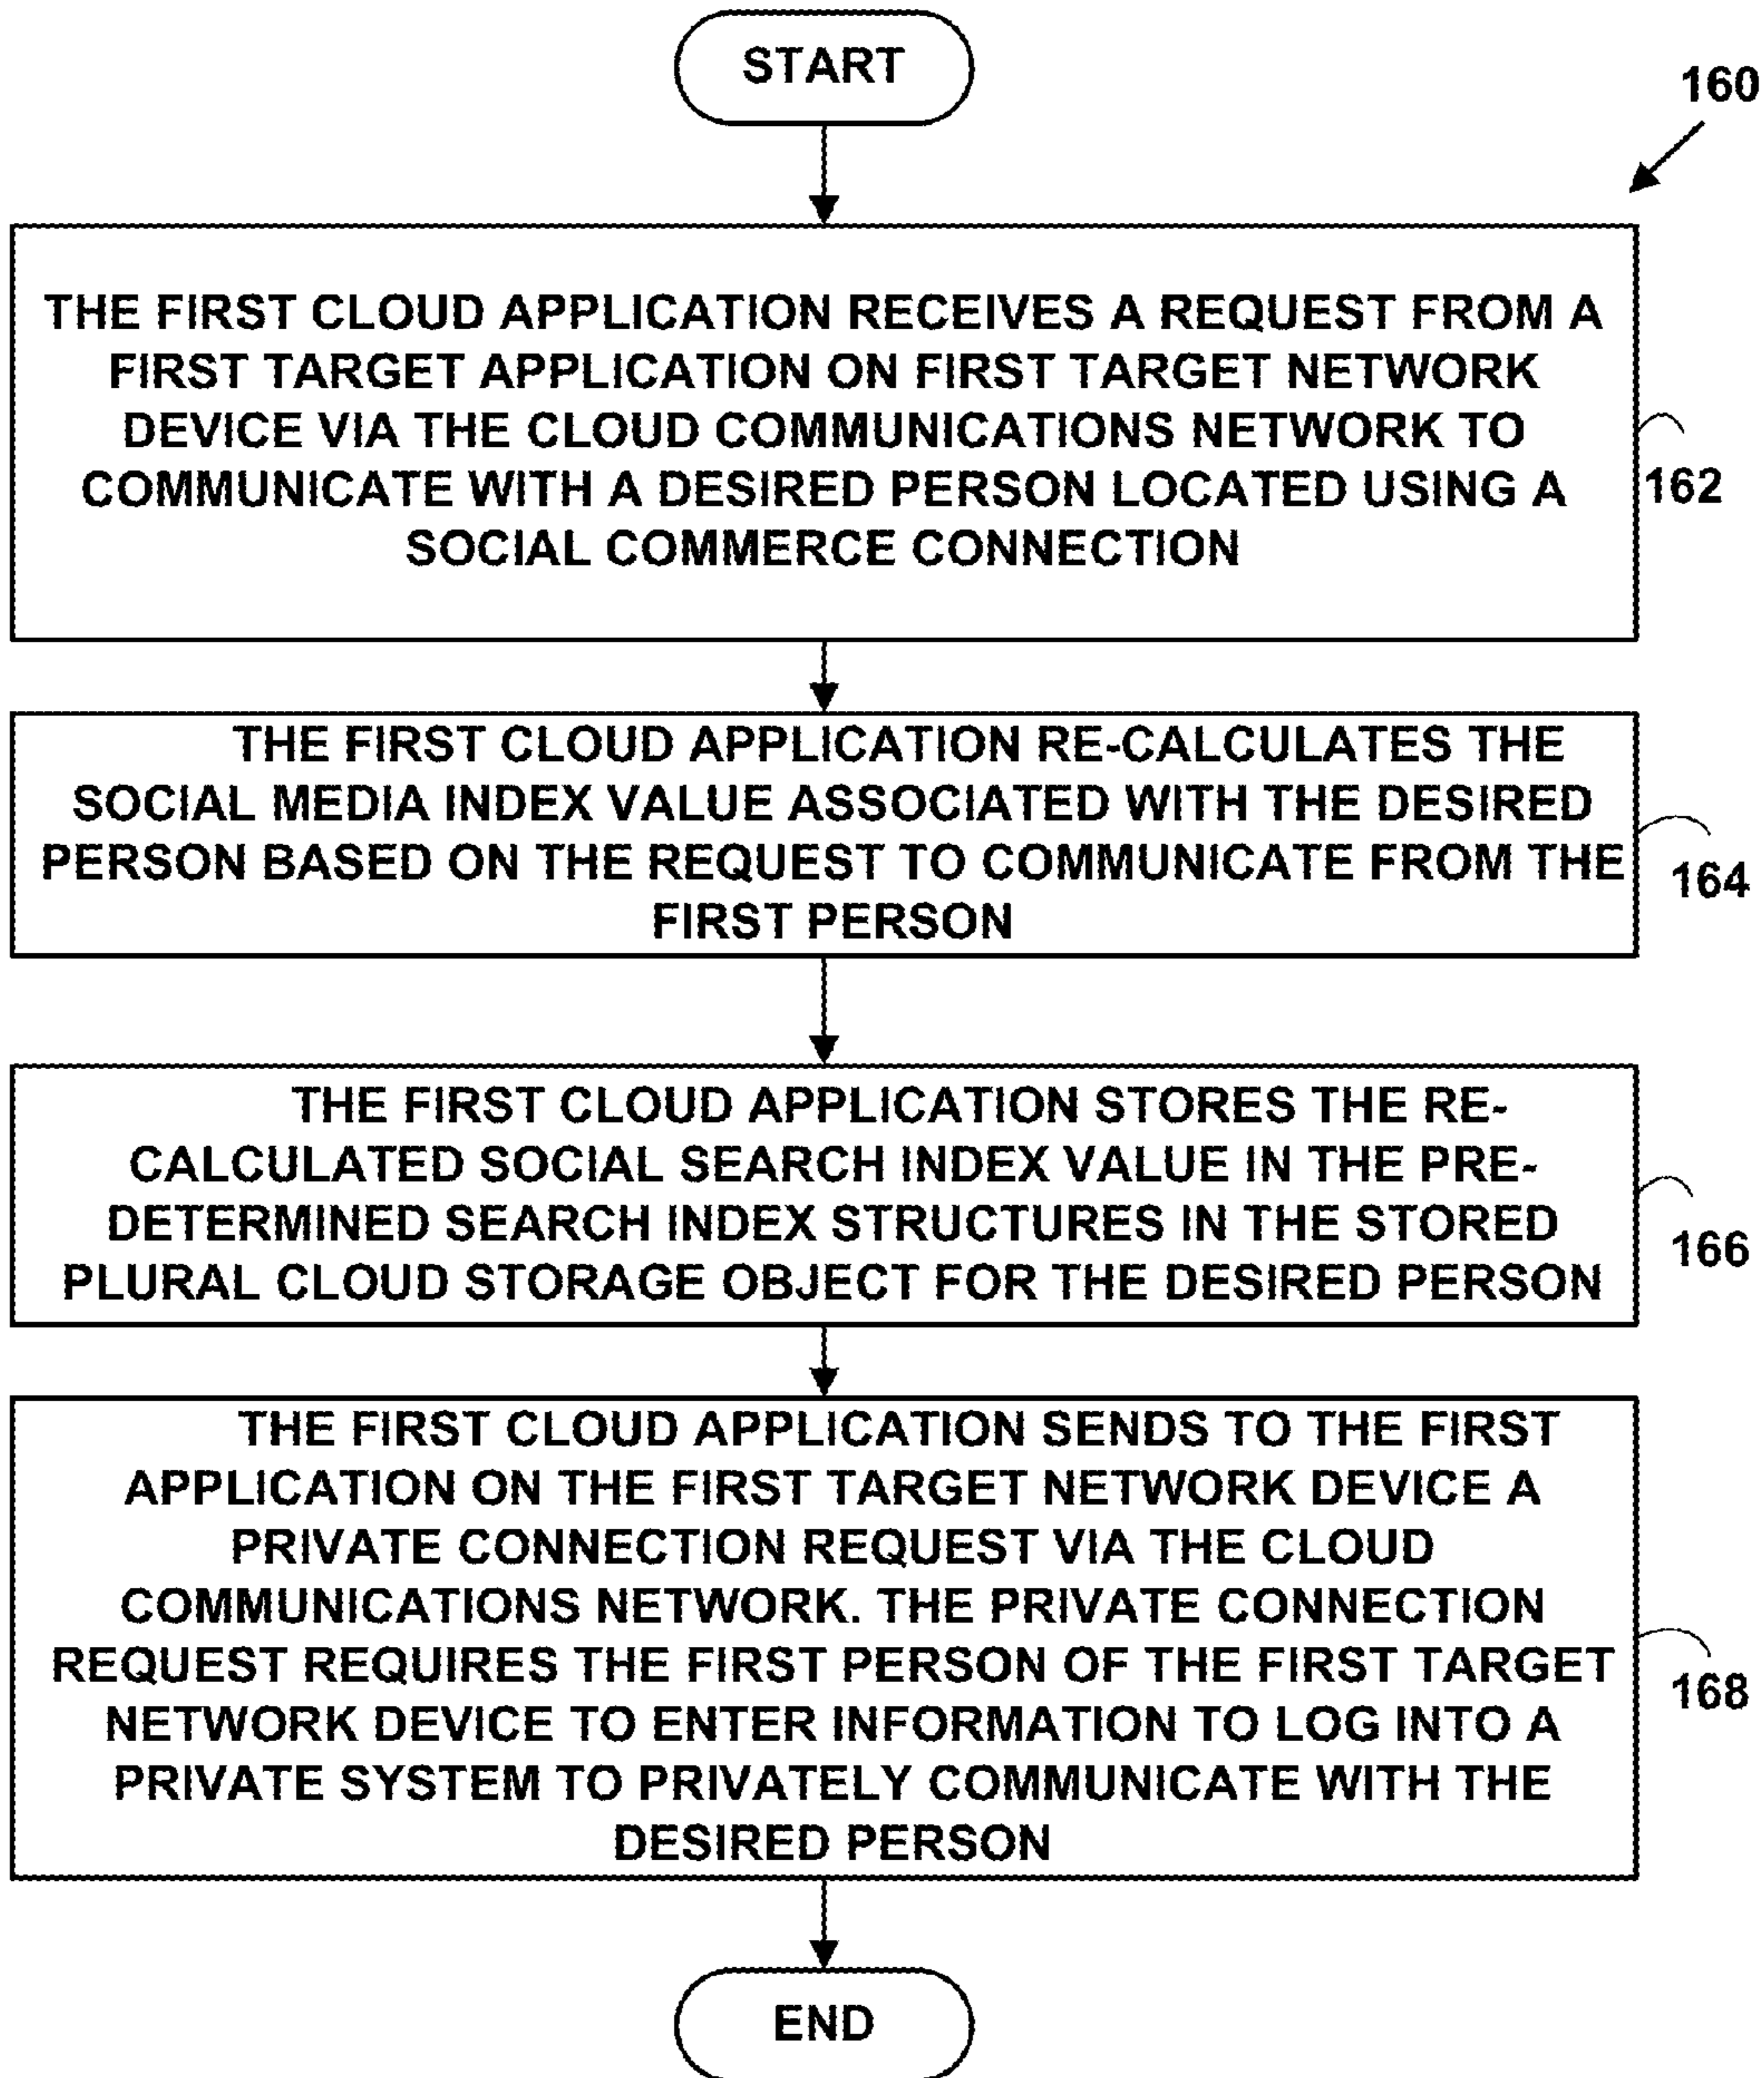 START
160
THE FIRST CLOUD APPLICATION RECEIVES A REQUEST FROM A
FIRST TARGET APPLICATION ON FIRST TARGET NETWORK
DEVICE VIA THE CLOUD COMMUNICATIONS NETWORK TO
COMMUNICATE WITH A DESIRED PERSON LOCATED USING A
SOCIAL COMMERCE CONNECTION
162
THE FIRST CLOUD APPLICATION RE-CALCULATES THE
SOCIAL MEDIA INDEX VALUE ASSOCIATED WITH THE DESIRED
PERSON BASED ON THE REQUEST TO COMMUNICATE FROM THE
FIRST PERSON
164
THE FIRST CLOUD APPLICATION STORES THE RE-
CALCULATED SOCIAL SEARCH INDEX VALUE IN THE PRE-
DETERMINED SEARCH INDEX STRUCTURES IN THE STORED
PLURAL CLOUD STORAGE OBJECT FOR THE DESIRED PERSON
166
THE FIRST CLOUD APPLICATION SENDS TO THE FIRST
APPLICATION ON THE FIRST TARGET NETWORK DEVICE A
PRIVATE CONNECTION REQUEST VIA THE CLOUD
COMMUNICATIONS NETWORK. THE PRIVATE CONNECTION
REQUEST REQUIRES THE FIRST PERSON OF THE FIRST TARGET
NETWORK DEVICE TO ENTER INFORMATION TO LOG INTO A
PRIVATE SYSTEM TO PRIVATELY COMMUNICATE WITH THE
DESIRED PERSON
168
END